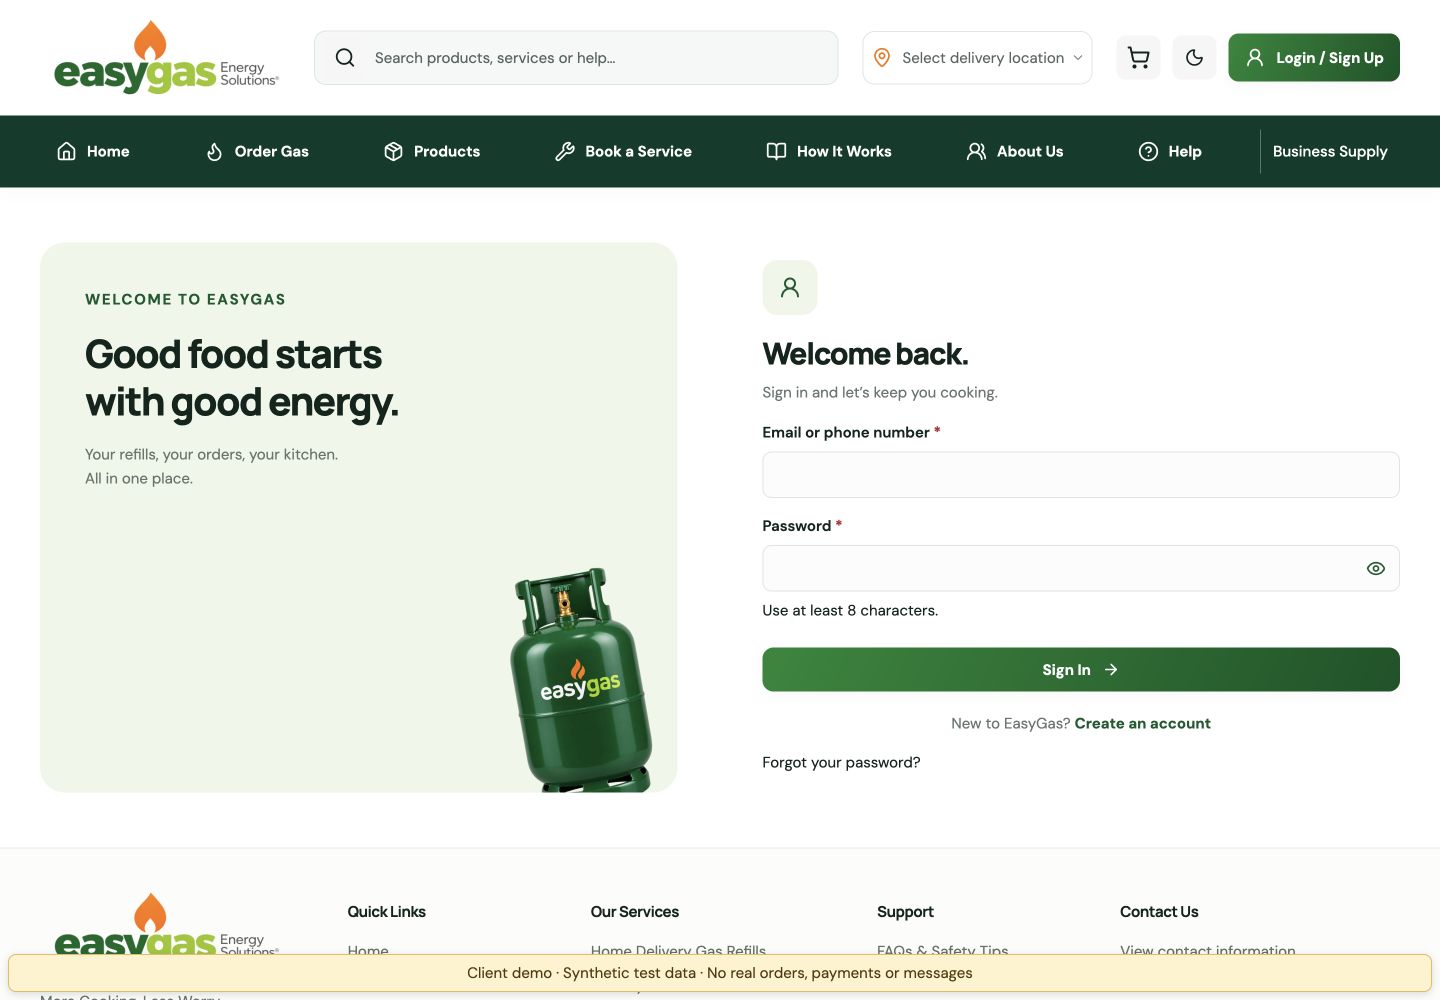 easygas Energy Solutions®
Search products, services or help...
Select delivery location
Login / Sign Up
Home
Order Gas
Products
Book a Service
How It Works
About Us
Help
Business Supply
WELCOME TO EASYGAS
Good food starts
with good energy.
Your refills, your orders, your kitchen.
All in one place.
easygas
Welcome back.
Sign in and let’s keep you cooking.
Email or phone number *
Password *
Use at least 8 characters.
Sign In
New to EasyGas? Create an account
Forgot your password?
easygas Energy Solutions®
Quick Links
Our Services
Support
Contact Us
Home
Home Delivery Gas Refills
FAQs & Safety Tips
View contact information
Client demo · Synthetic test data · No real orders, payments or messages
More Cooking. Less Worry.